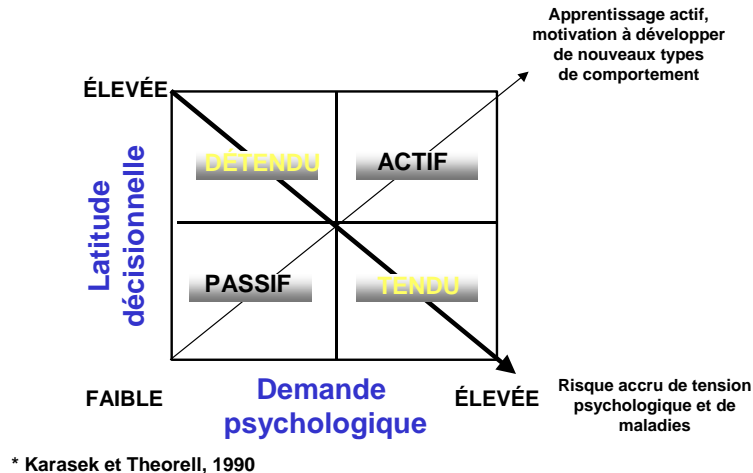 Apprentissage actif,
motivation à développer
de nouveaux types
de comportement
ÉLEVÉE
DÉTENDU
ACTIF
Latitude
décisionnelle
PASSIF
TENDU
FAIBLE
Demande
psychologique
ÉLEVÉE
Risque accru de tension
psychologique et de
maladies
* Karasek et Theorell, 1990